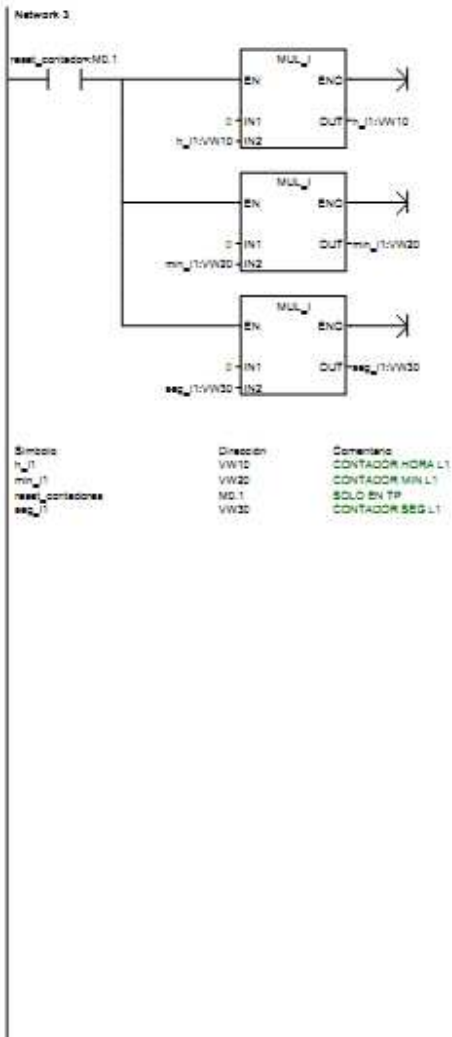 Network 3
reset_contador:M0.1
MUL_I
EN ENO
0 IN1 OUT h_l1:VW10
h_l1:VW10 IN2
MUL_I
EN ENO
0 IN1 OUT min_l1:VW20
min_l1:VW20 IN2
MUL_I
EN ENO
0 IN1 OUT seg_l1:VW30
seg_l1:VW30 IN2
Símbolo Dirección Comentario
h_l1 VW10 CONTADOR HORA L1
min_l1 VW20 CONTADOR MIN L1
reset_contadores M0.1 SOLO EN TP
seg_l1 VW30 CONTADOR SEG L1